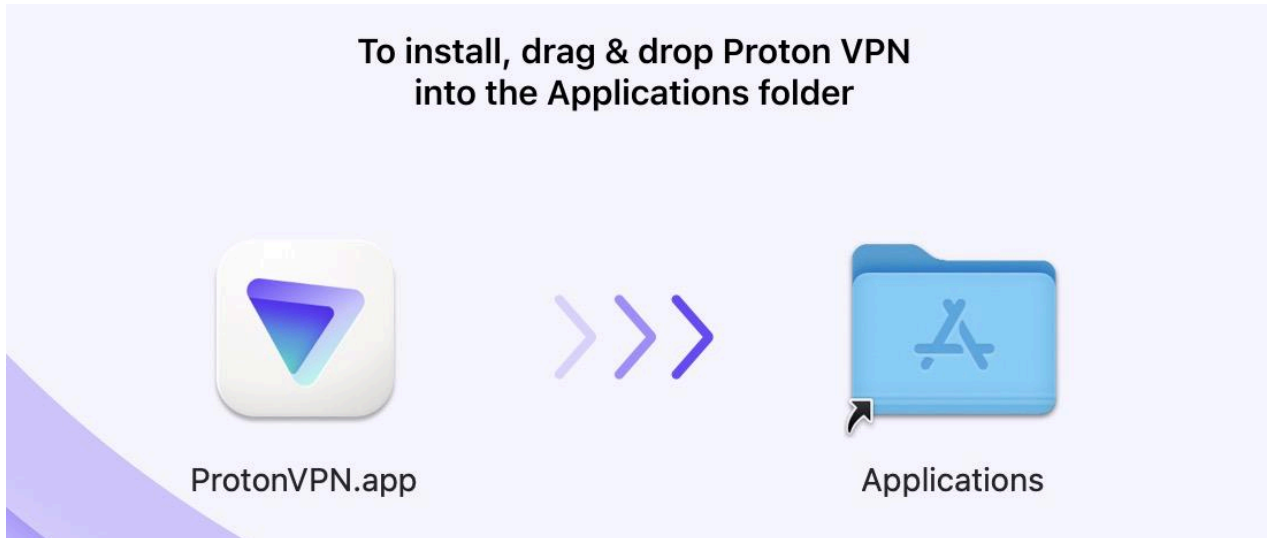 To install, drag & drop Proton VPN
into the Applications folder
ProtonVPN.app
Applications